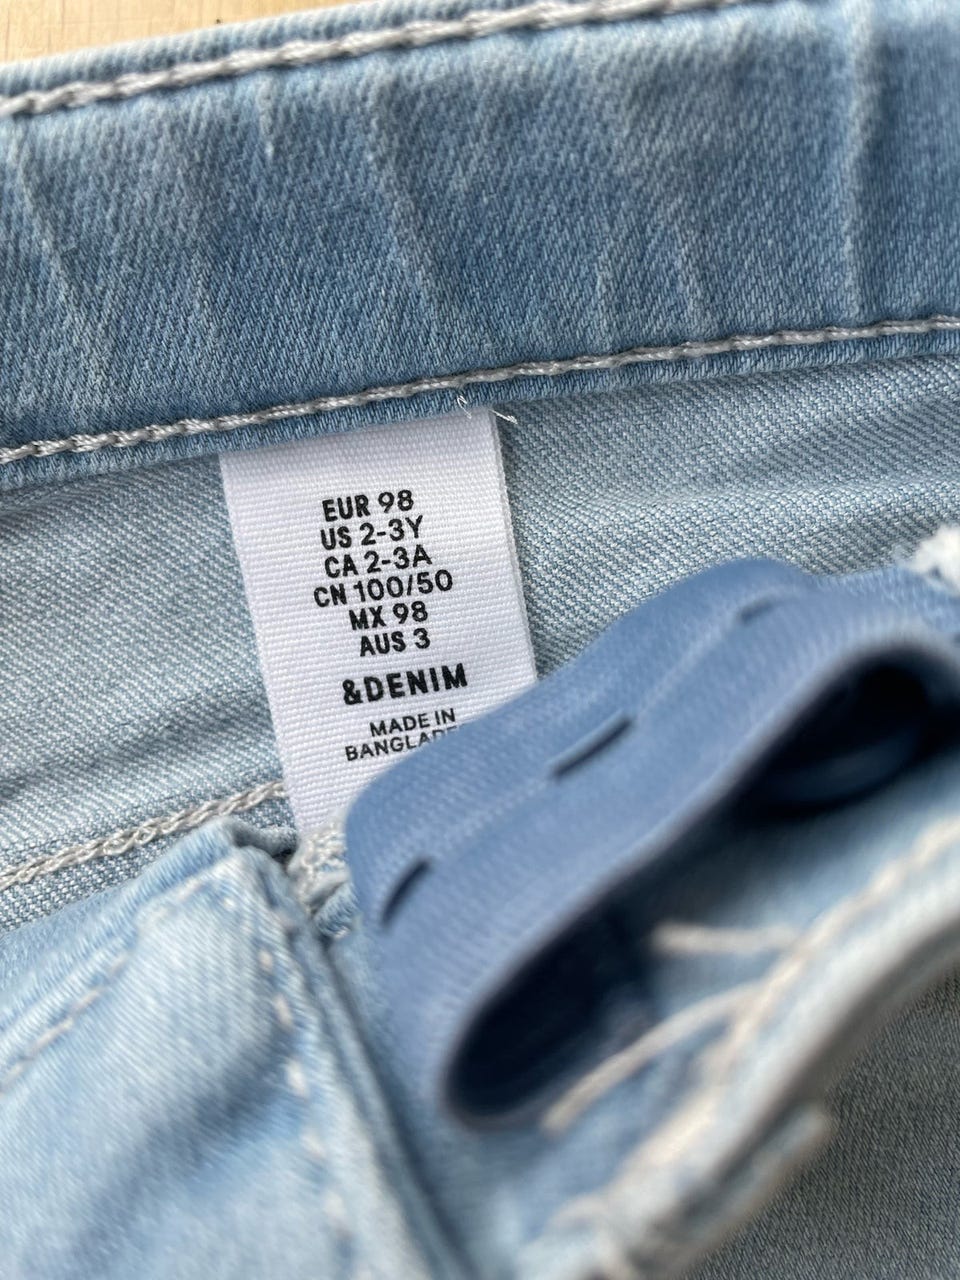 EUR 98
US 2-3Y
CA 2-3A
CN 100/50
MX 98
AUS 3
&DENIM
MADE IN